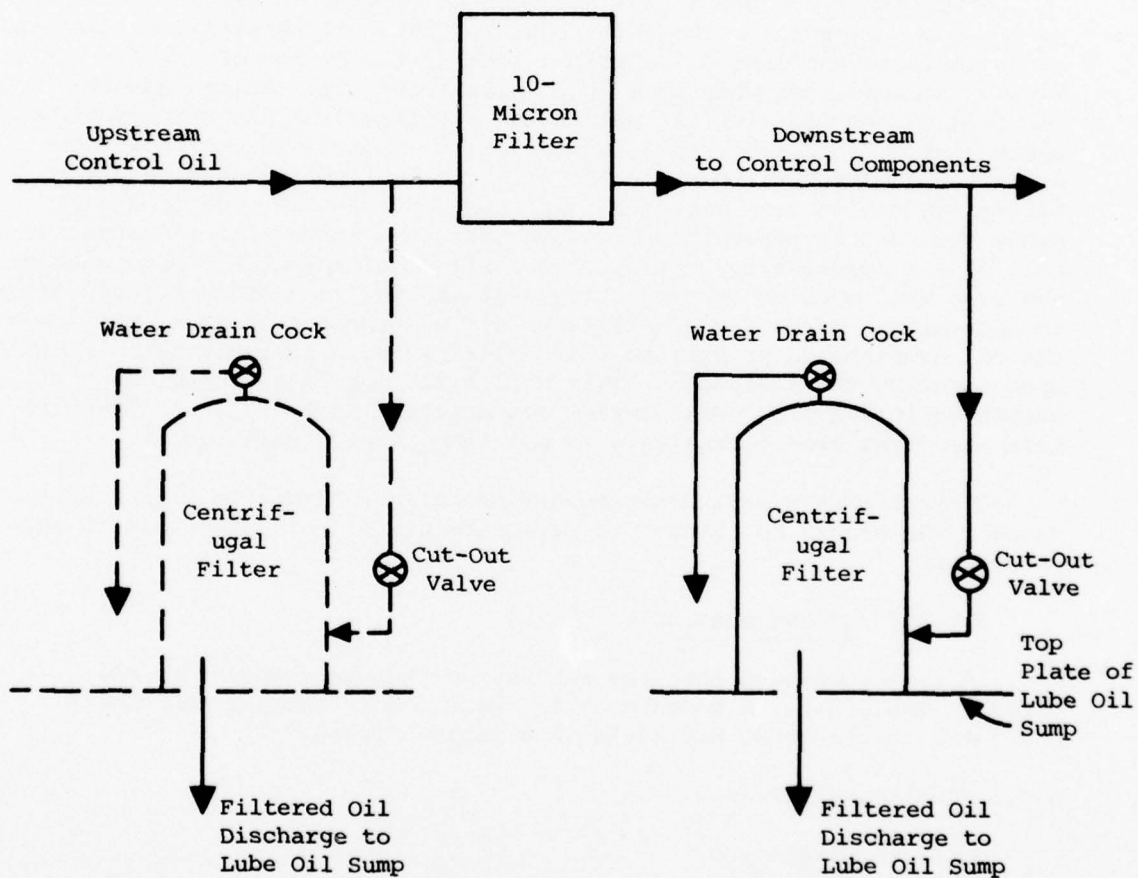 10-
Micron
Filter
Upstream
Control Oil
Downstream
to Control Components
Water Drain Cock
Centrif-
ugal
Filter
Cut-Out
Valve
Filtered Oil
Discharge to
Lube Oil Sump
Water Drain Cock
Centrif-
ugal
Filter
Cut-Out
Valve
Top
Plate of
Lube Oil
Sump
Filtered Oil
Discharge to
Lube Oil Sump